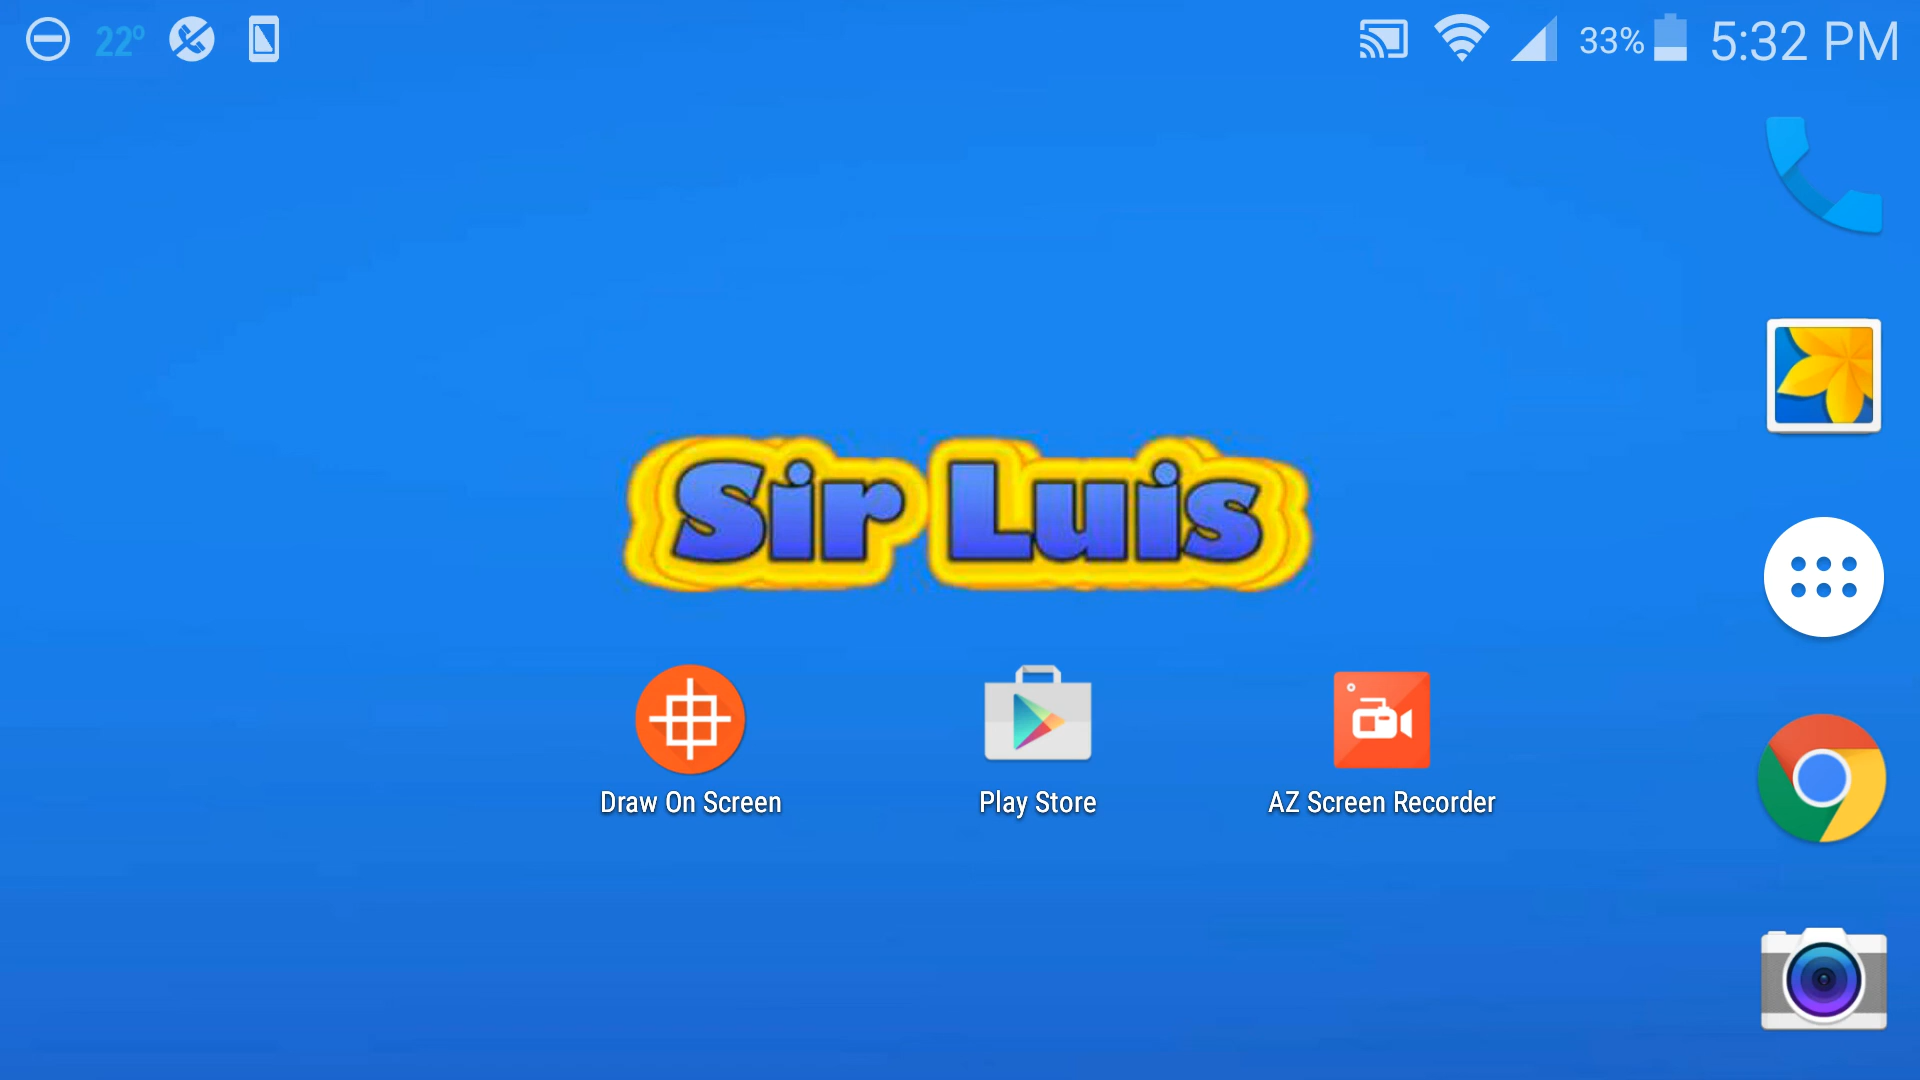 22° 33% 5:32 PM
Sir Luis
Draw On Screen Play Store AZ Screen Recorder